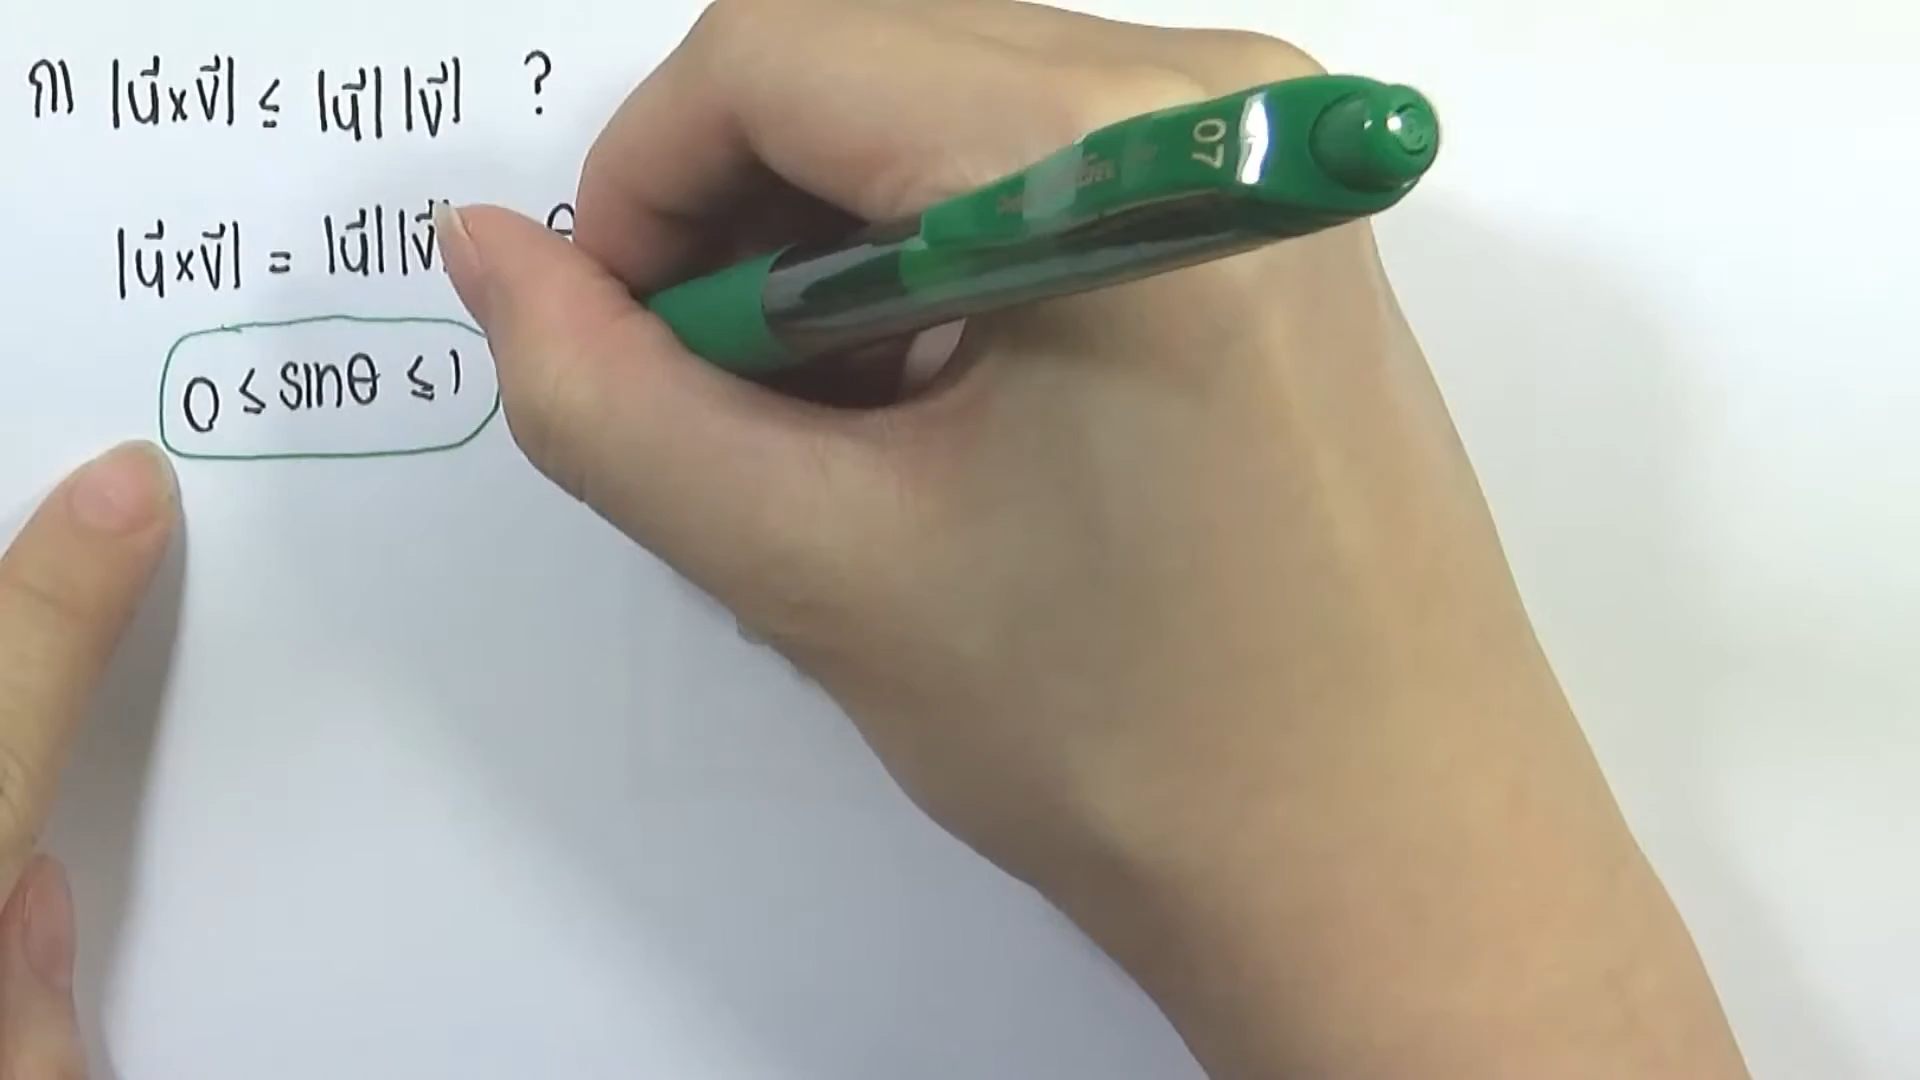 ก) |ū×v̄| ≤ |ū| |v̄| ?
|ū×v̄| = |ū| |v̄| θ
0 ≤ sinθ ≤ 1
07